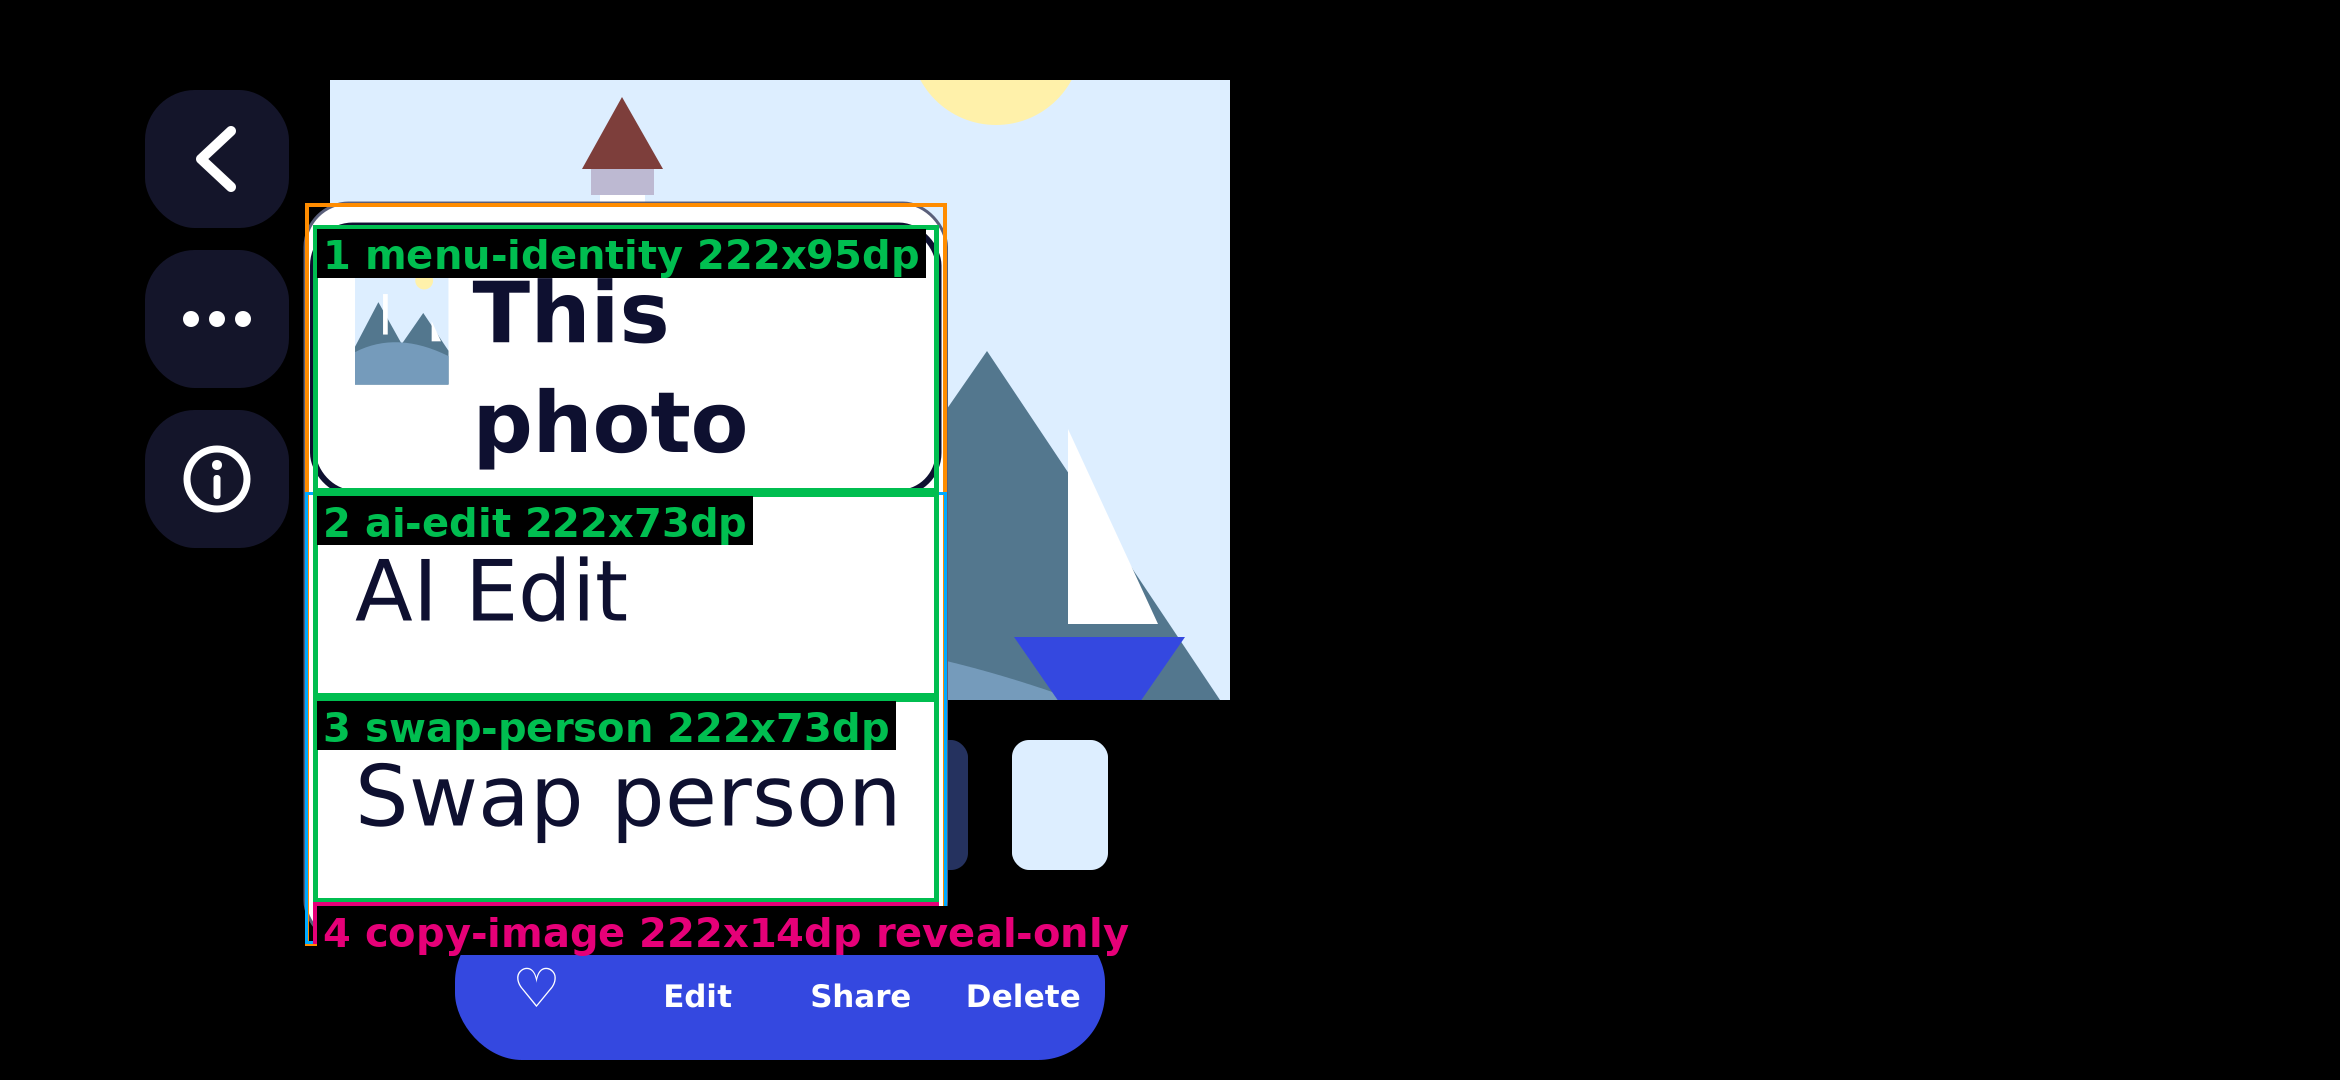 1 menu-identity 222x95dp
This
photo
2 ai-edit 222x73dp
AI Edit
3 swap-person 222x73dp
Swap person
4 copy-image 222x14dp reveal-only
♡ Edit Share Delete